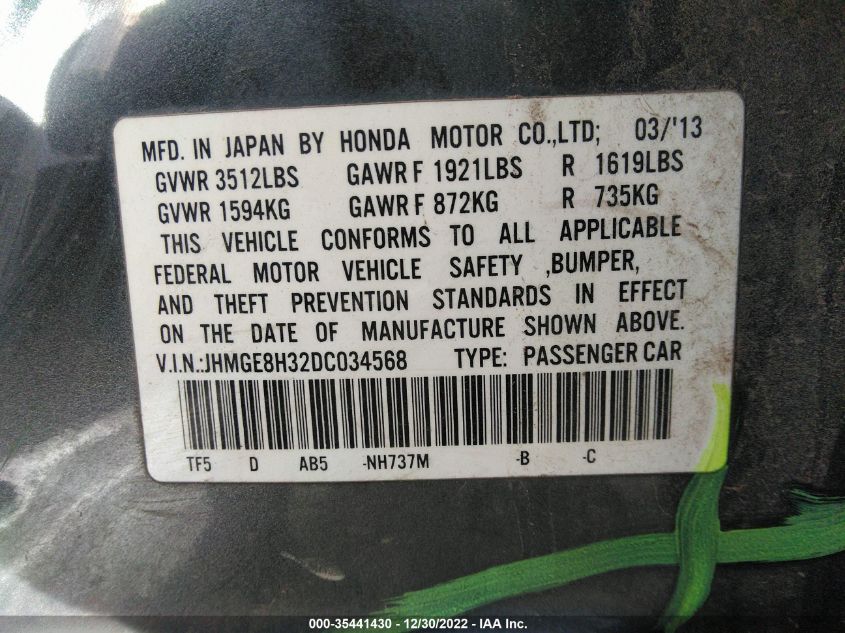 MFD. IN JAPAN BY HONDA MOTOR CO.,LTD; 03/'13
GVWR 3512LBS GAWR F 1921LBS R 1619LBS
GVWR 1594KG GAWR F 872KG R 735KG
THIS VEHICLE CONFORMS TO ALL APPLICABLE
FEDERAL MOTOR VEHICLE SAFETY ,BUMPER,
AND THEFT PREVENTION STANDARDS IN EFFECT
ON THE DATE OF MANUFACTURE SHOWN ABOVE.
V.I.N.:JHMGE8H32DC034568 TYPE: PASSENGER CAR
TF5 D AB5 -NH737M -B -C
000-35441430 - 12/30/2022 - IAA Inc.